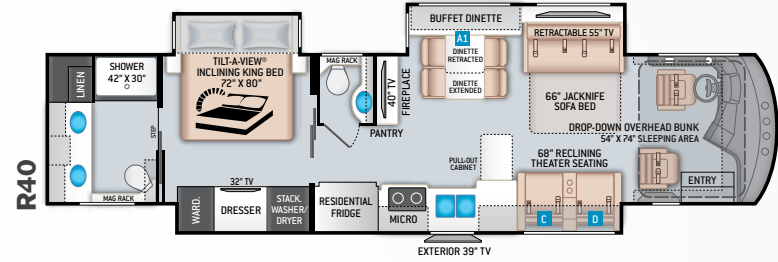 R40
LINEN
SHOWER
42" X 30"
STEP
MAG RACK
TILT-A-VIEW®
INCLINING KING BED
72" X 80"
32" TV
WARD.
DRESSER
STACK.
WASHER/
DRYER
MAG RACK
40" TV
FIREPLACE
PANTRY
RESIDENTIAL
FRIDGE
MICRO
EXTERIOR 39" TV
BUFFET DINETTE
A1
DINETTE
RETRACTED
DINETTE
EXTENDED
PULL-OUT
CABINET
RETRACTABLE 55" TV
66" JACKNIFE
SOFA BED
DROP-DOWN OVERHEAD BUNK
54" X 74" SLEEPING AREA
68" RECLINING
THEATER SEATING
C
D
ENTRY